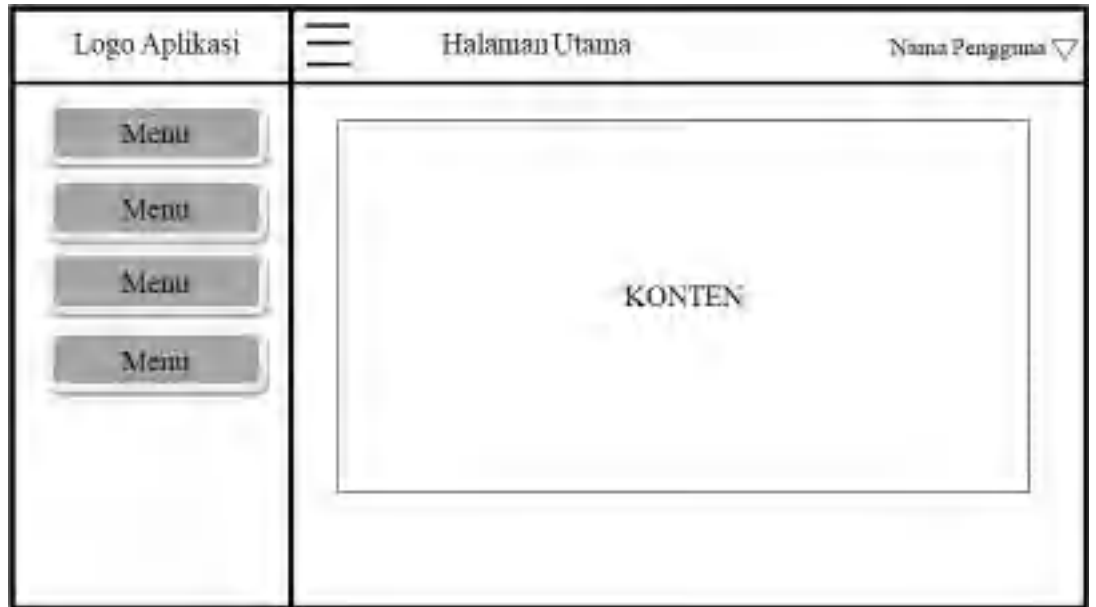 Logo Aplikasi
Halaman Utama
Nama Pengguna
Menu
Menu
Menu
Menu
KONTEN